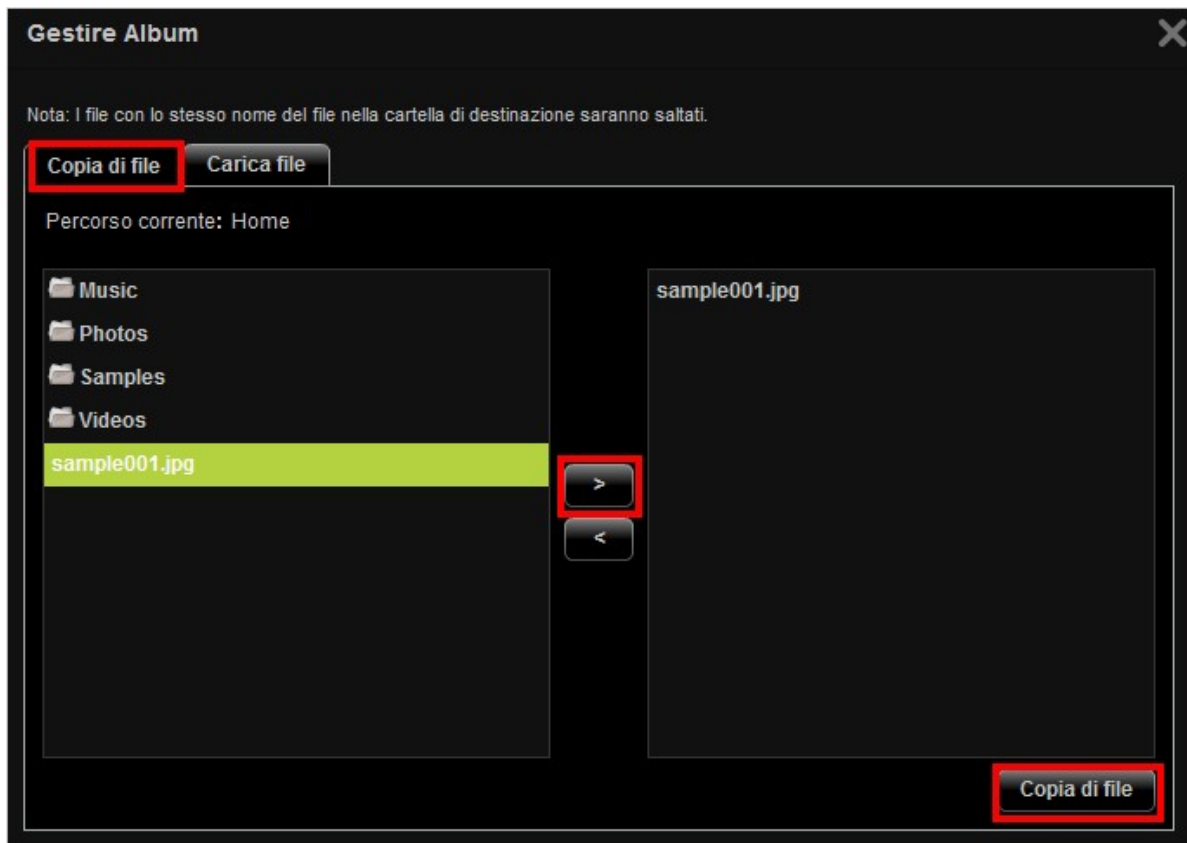 Gestire Album
Nota: I file con lo stesso nome del file nella cartella di destinazione saranno saltati.
Copia di file
Carica file
Percorso corrente: Home
Music
Photos
Samples
Videos
sample001.jpg
sample001.jpg
>
<
Copia di file